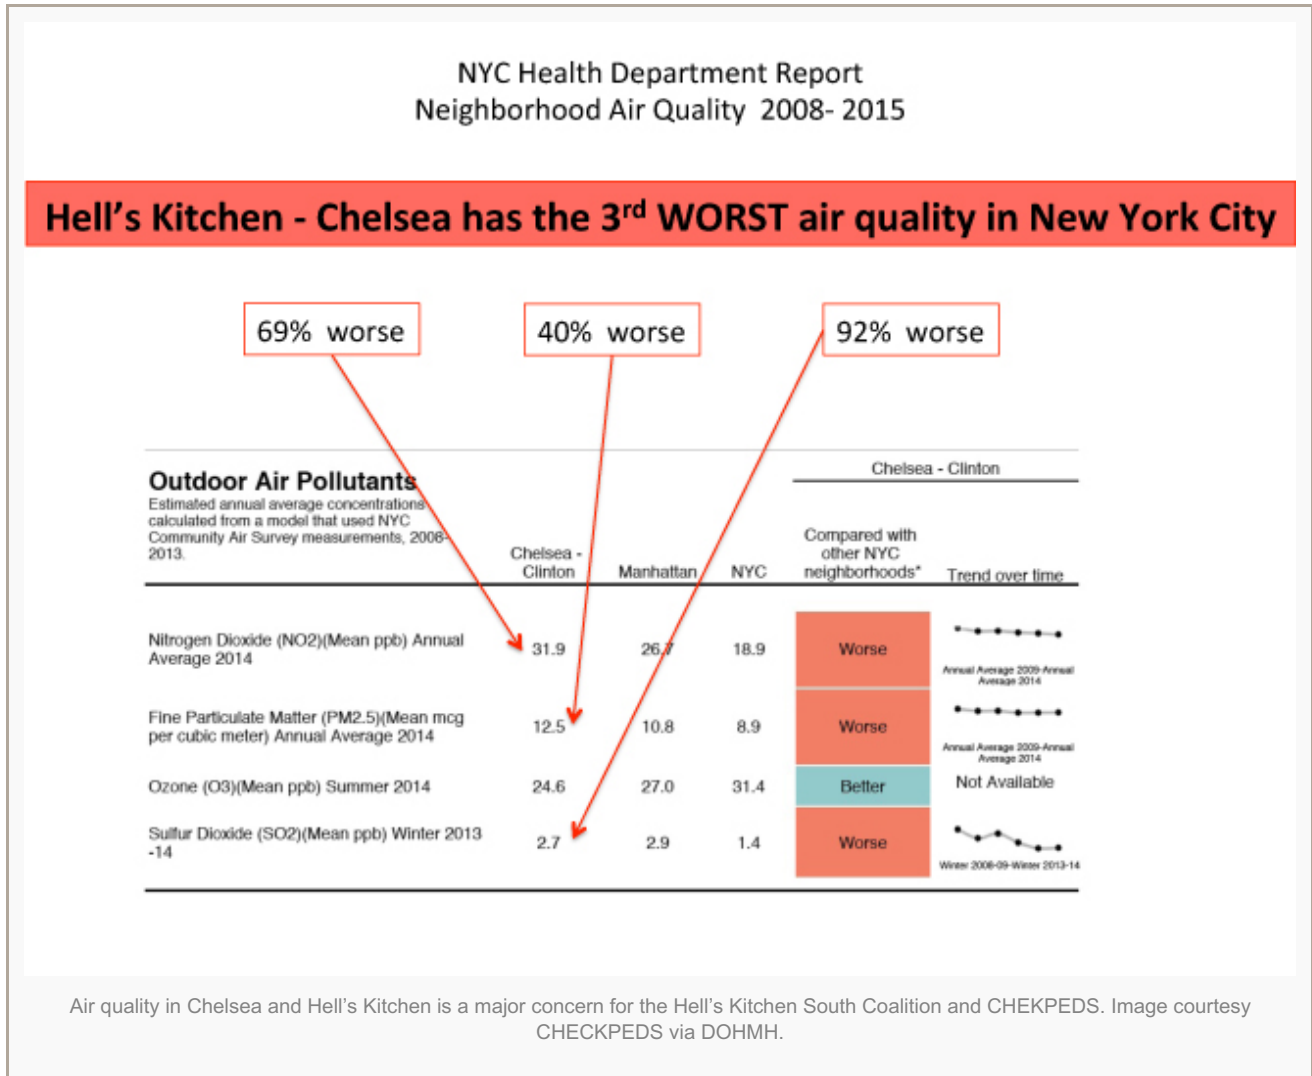 NYC Health Department Report
Neighborhood Air Quality 2008- 2015
Hell's Kitchen - Chelsea has the 3rd WORST air quality in New York City
69% worse
40% worse
92% worse
Outdoor Air Pollutants
Estimated annual average concentrations
calculated from a model that used NYC
Community Air Survey measurements, 2008-
2013.
Chelsea -
Clinton
Manhattan
NYC
Chelsea - Clinton
Compared with
other NYC
neighborhoods*
Trend over time
Nitrogen Dioxide (NO2)(Mean ppb) Annual
Average 2014
31.9
26.7
18.9
Worse
Annual Average 2009-Annual
Average 2014
Fine Particulate Matter (PM2.5)(Mean mcg
per cubic meter) Annual Average 2014
12.5
10.8
8.9
Worse
Annual Average 2009-Annual
Average 2014
Ozone (O3)(Mean ppb) Summer 2014
24.6
27.0
31.4
Better
Not Available
Sulfur Dioxide (SO2)(Mean ppb) Winter 2013
-14
2.7
2.9
1.4
Worse
Winter 2008-09-Winter 2013-14
Air quality in Chelsea and Hell's Kitchen is a major concern for the Hell's Kitchen South Coalition and CHEKPEDS. Image courtesy
CHECKPEDS via DOHMH.